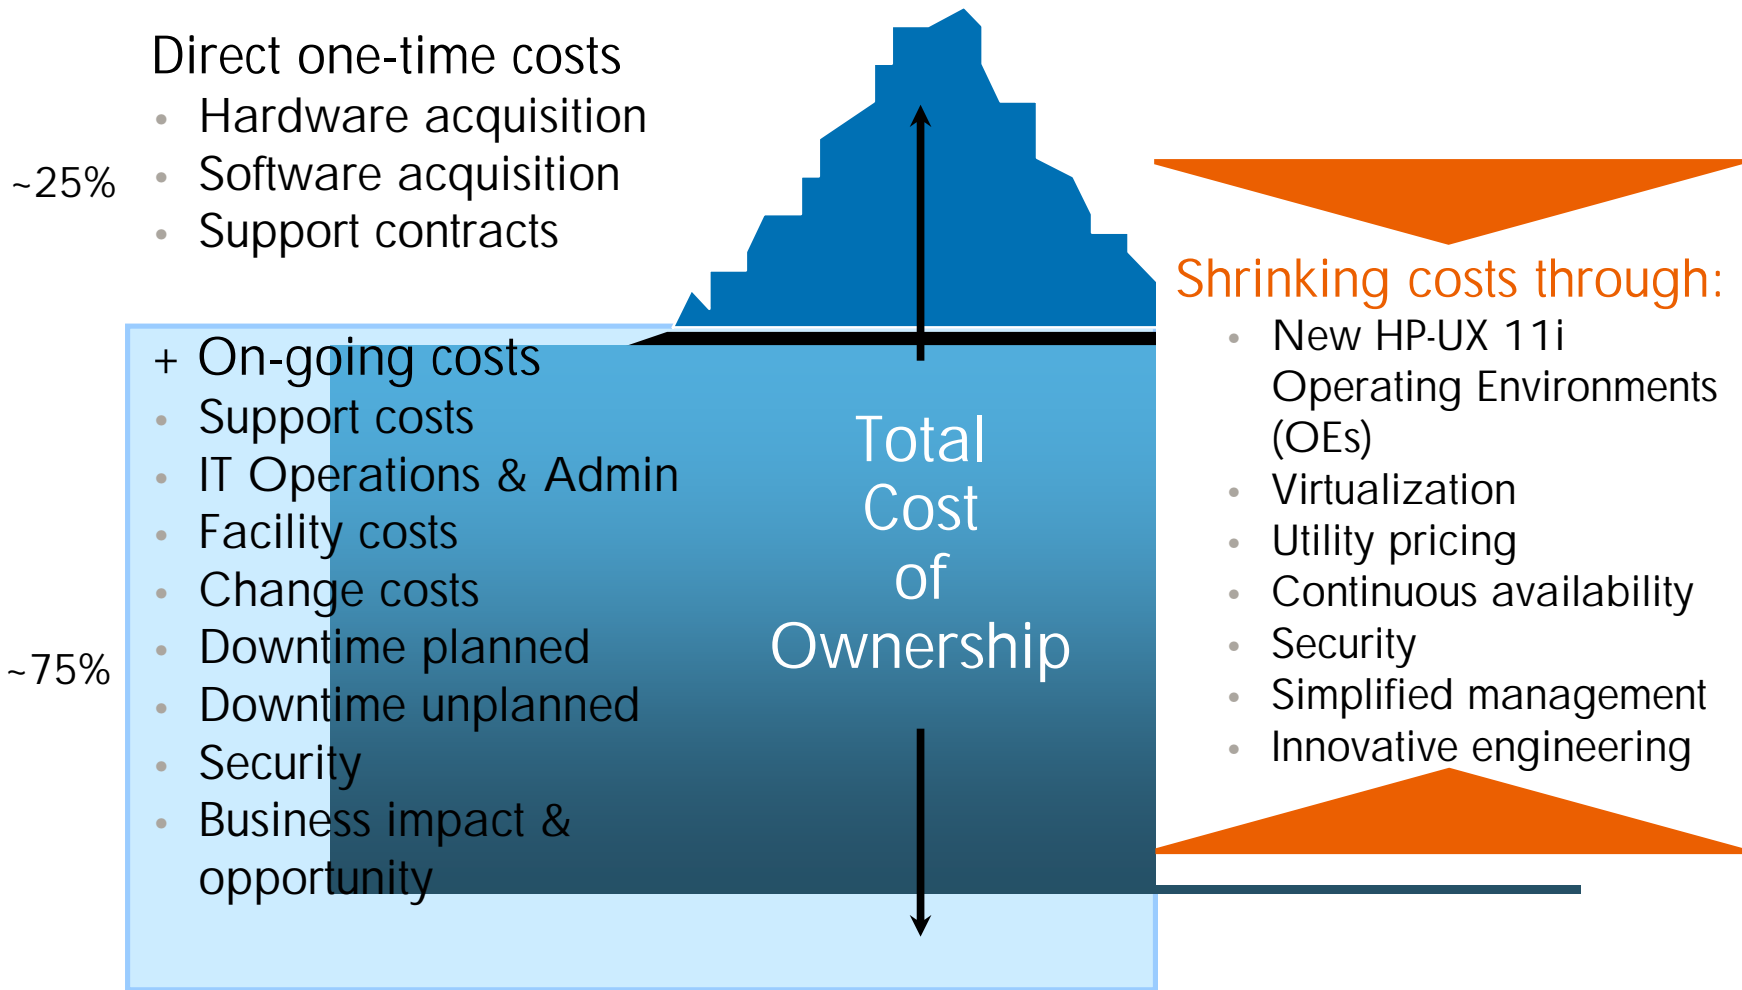 Direct one-time costs
• Hardware acquisition
• Software acquisition
• Support contracts
~25%
+ On-going costs
• Support costs
• IT Operations & Admin
• Facility costs
• Change costs
• Downtime planned
• Downtime unplanned
• Security
• Business impact &
opportunity
~75%
Total
Cost
of
Ownership
Shrinking costs through:
• New HP-UX 11i
Operating Environments
(OEs)
• Virtualization
• Utility pricing
• Continuous availability
• Security
• Simplified management
• Innovative engineering